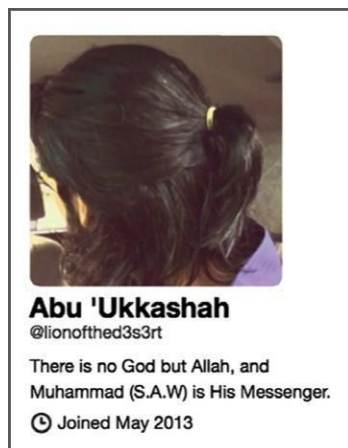 Abu 'Ukkashah
@lionofthed3s3rt
There is no God but Allah, and
Muhammad (S.A.W) is His Messenger.
Joined May 2013